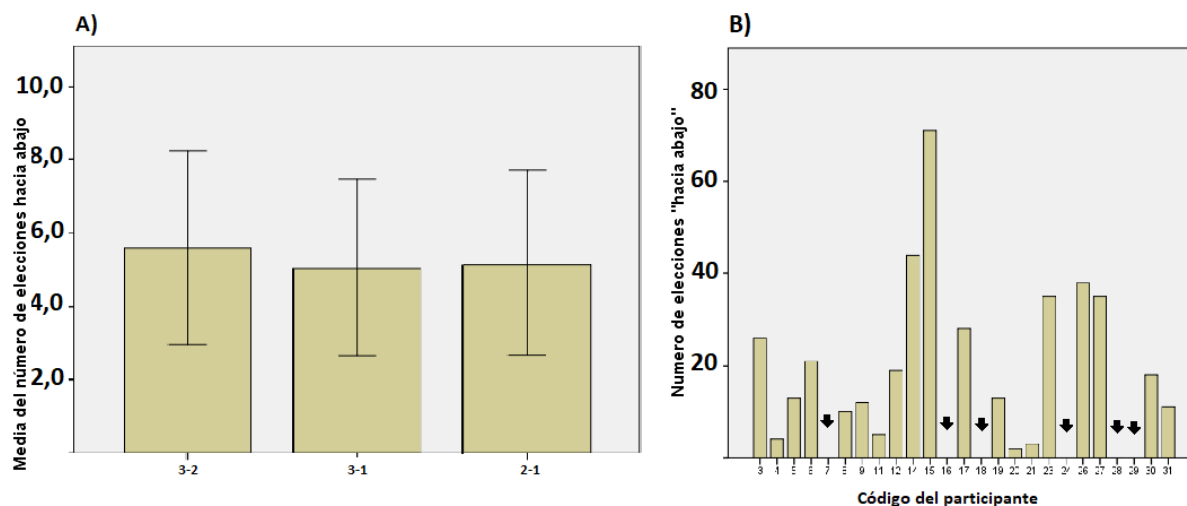 A)
Media del número de elecciones hacia abajo
10,0
8,0
6,0
4,0
2,0
3-2
3-1
2-1
B)
Numero de elecciones "hacia abajo"
80
60
40
20
3 4 5 6 7 8 9 11 12 14 15 16 17 18 19 20 21 23 24 26 27 28 29 30 31
Código del participante